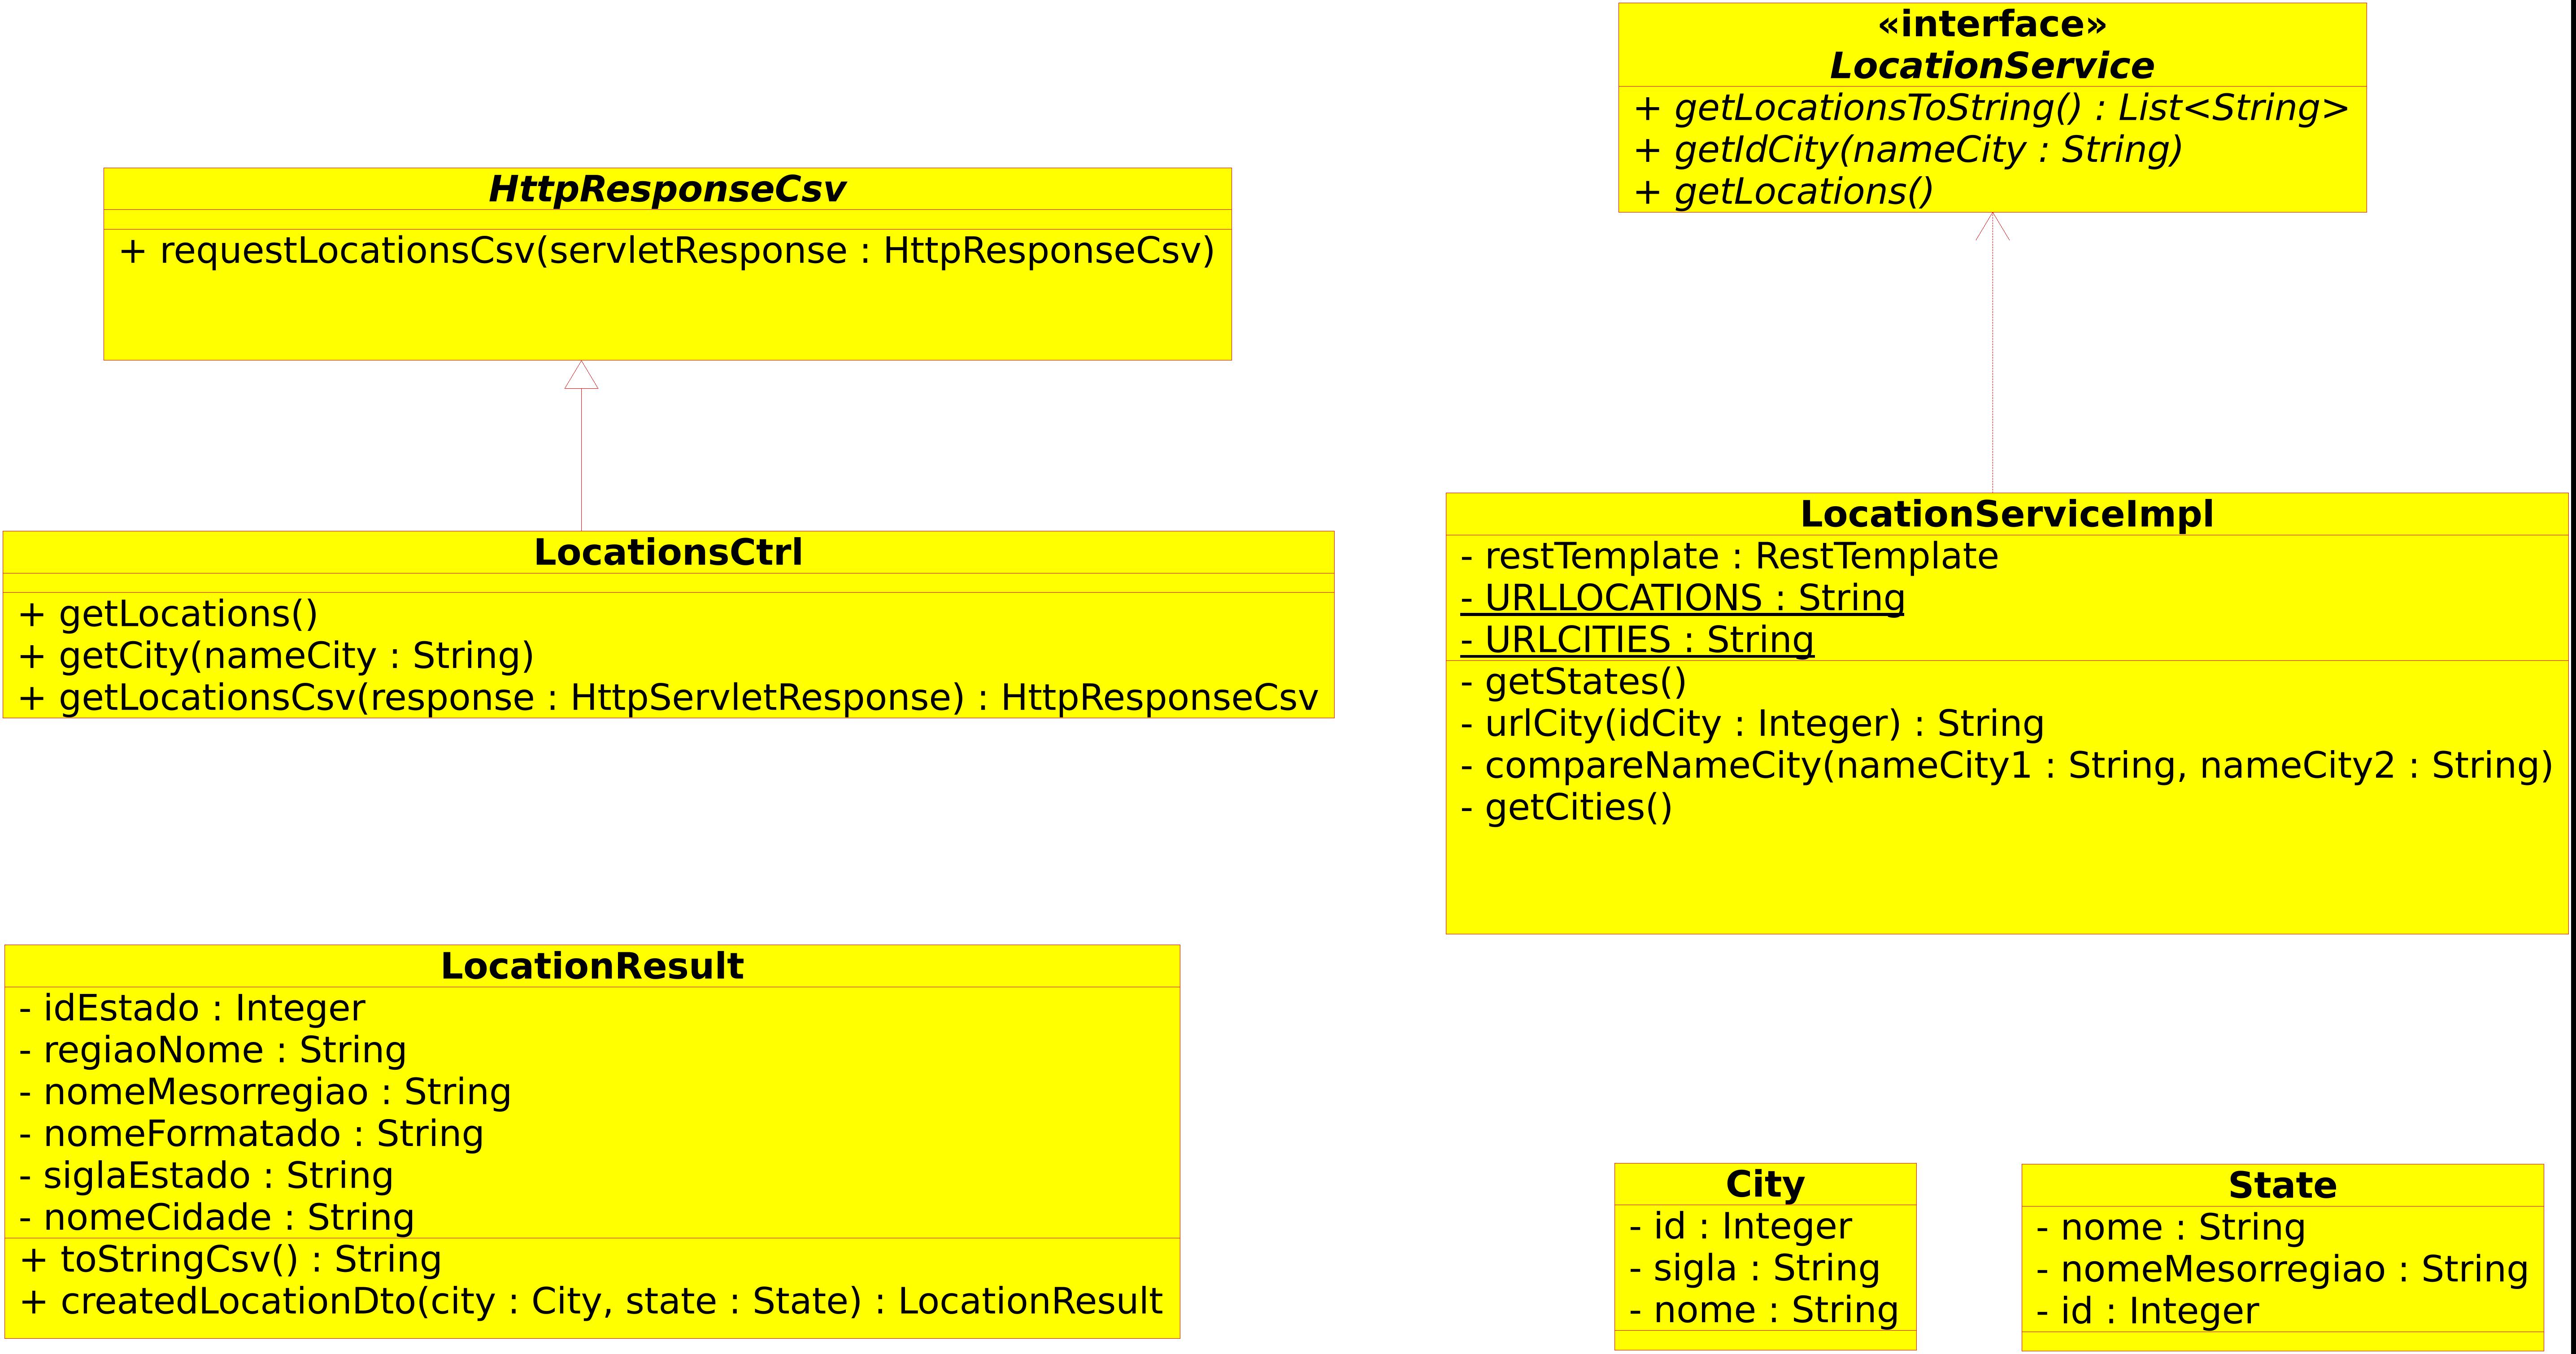 «interface»
LocationService
+ getLocationsToString() : List<String>
+ getIdCity(nameCity : String)
+ getLocations()
HttpResponseCsv
+ requestLocationsCsv(servletResponse : HttpResponseCsv)
LocationsCtrl
+ getLocations()
+ getCity(nameCity : String)
+ getLocationsCsv(response : HttpServletResponse) : HttpResponseCsv
LocationServiceImpl
- restTemplate : RestTemplate
- URLLOCATIONS : String
- URLCITIES : String
- getStates()
- urlCity(idCity : Integer) : String
- compareNameCity(nameCity1 : String, nameCity2 : String)
- getCities()
LocationResult
- idEstado : Integer
- regiaoNome : String
- nomeMesorregiao : String
- nomeFormatado : String
- siglaEstado : String
- nomeCidade : String
+ toStringCsv() : String
+ createdLocationDto(city : City, state : State) : LocationResult
City
- id : Integer
- sigla : String
- nome : String
State
- nome : String
- nomeMesorregiao : String
- id : Integer